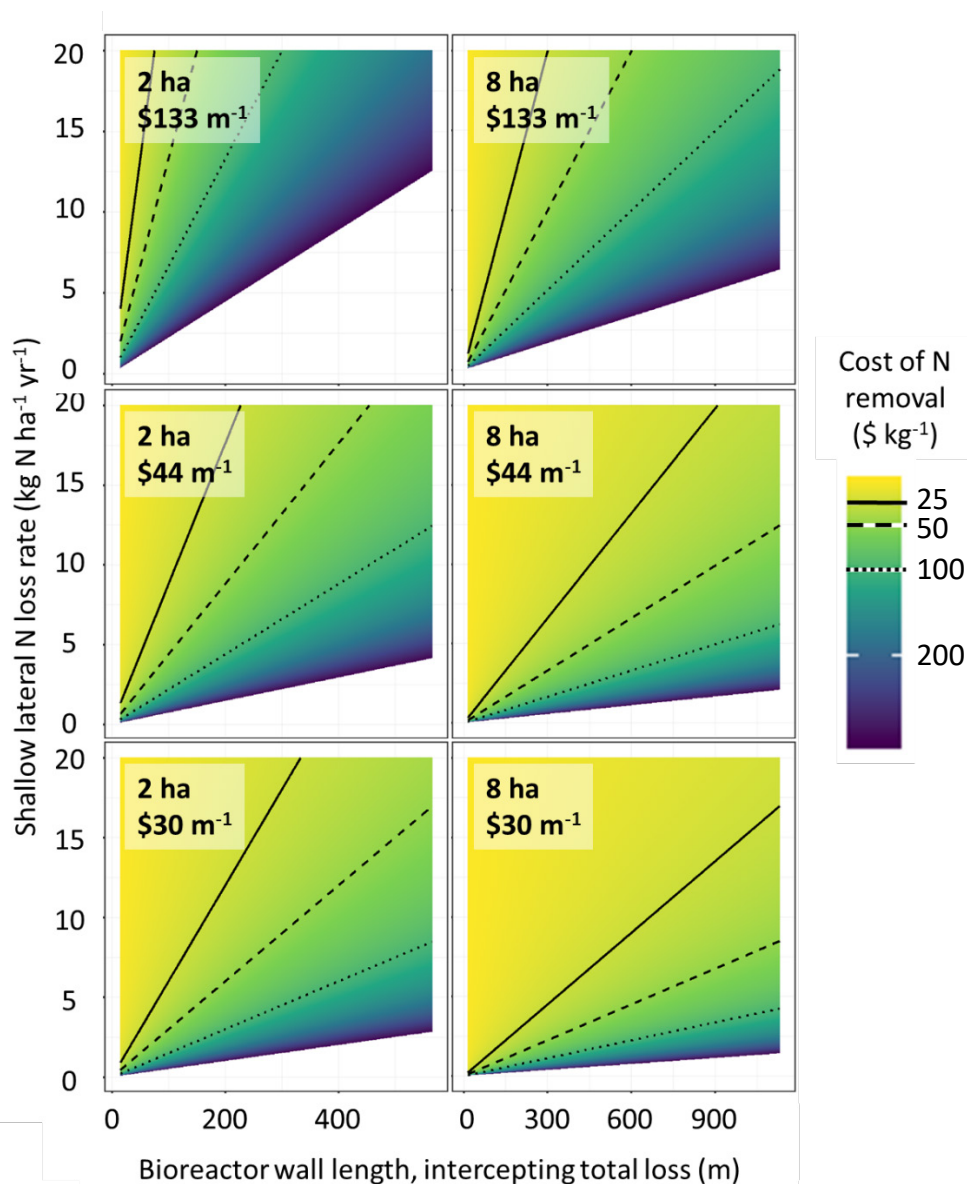 20
15
10
5
0
2 ha
$133 m⁻¹
8 ha
$133 m⁻¹
20
15
10
5
0
2 ha
$44 m⁻¹
8 ha
$44 m⁻¹
20
15
10
5
0
2 ha
$30 m⁻¹
8 ha
$30 m⁻¹
0 200 400
0 300 600 900
Shallow lateral N loss rate (kg N ha⁻¹ yr⁻¹)
Bioreactor wall length, intercepting total loss (m)
Cost of N
removal
($ kg⁻¹)
25
50
100
200